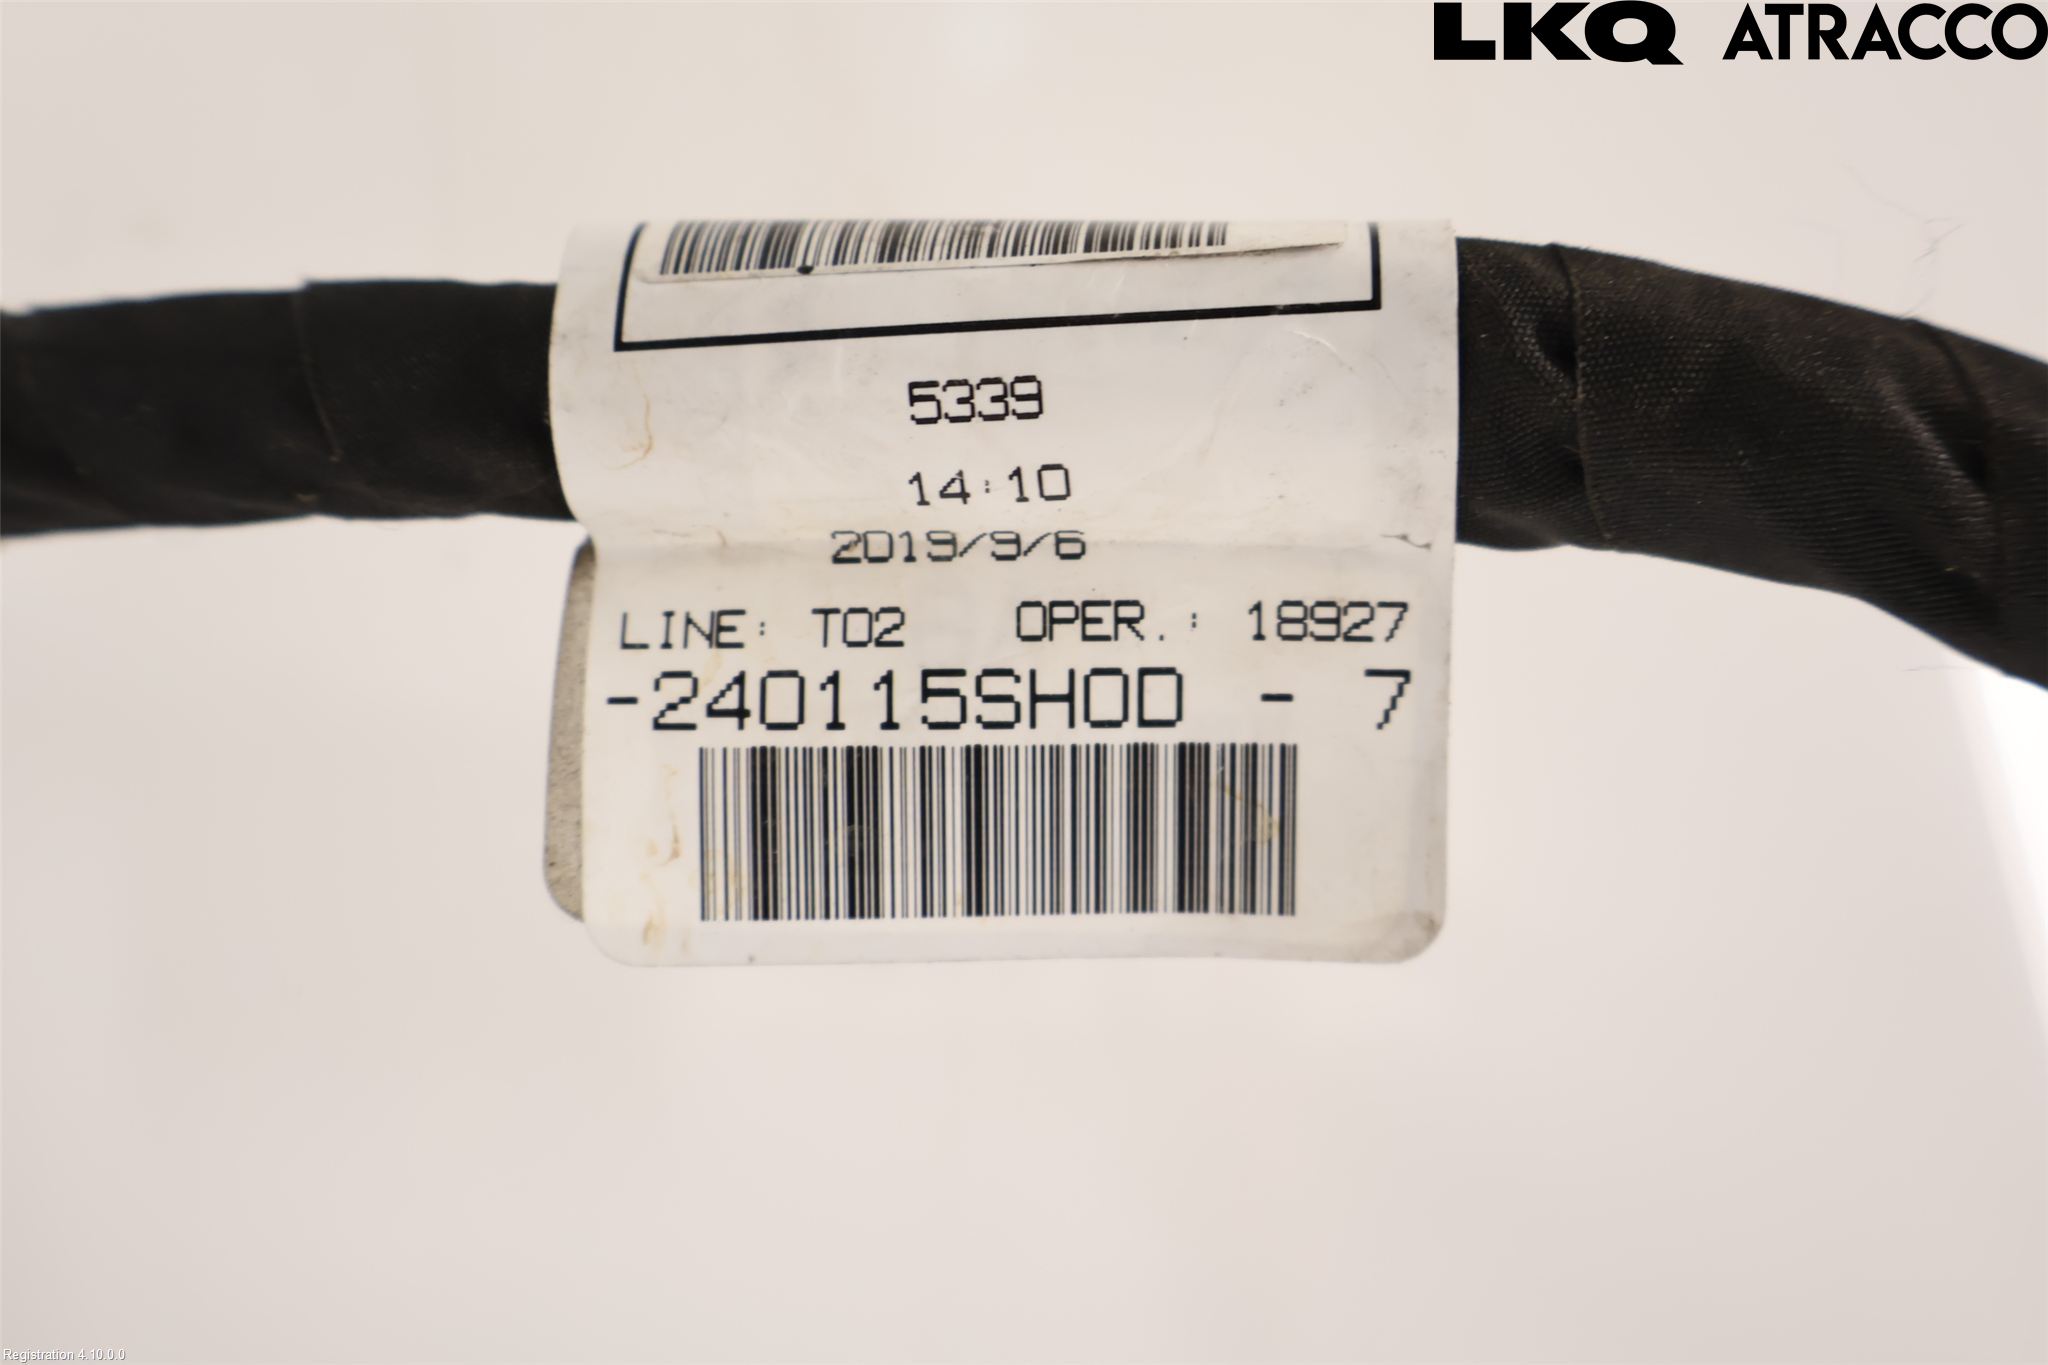 LKQ ATRACCO
5339
14:10
2019/9/6
LINE: T02 OPER.: 18927
-240115SH0D - 7
Registration 4.10.0.0